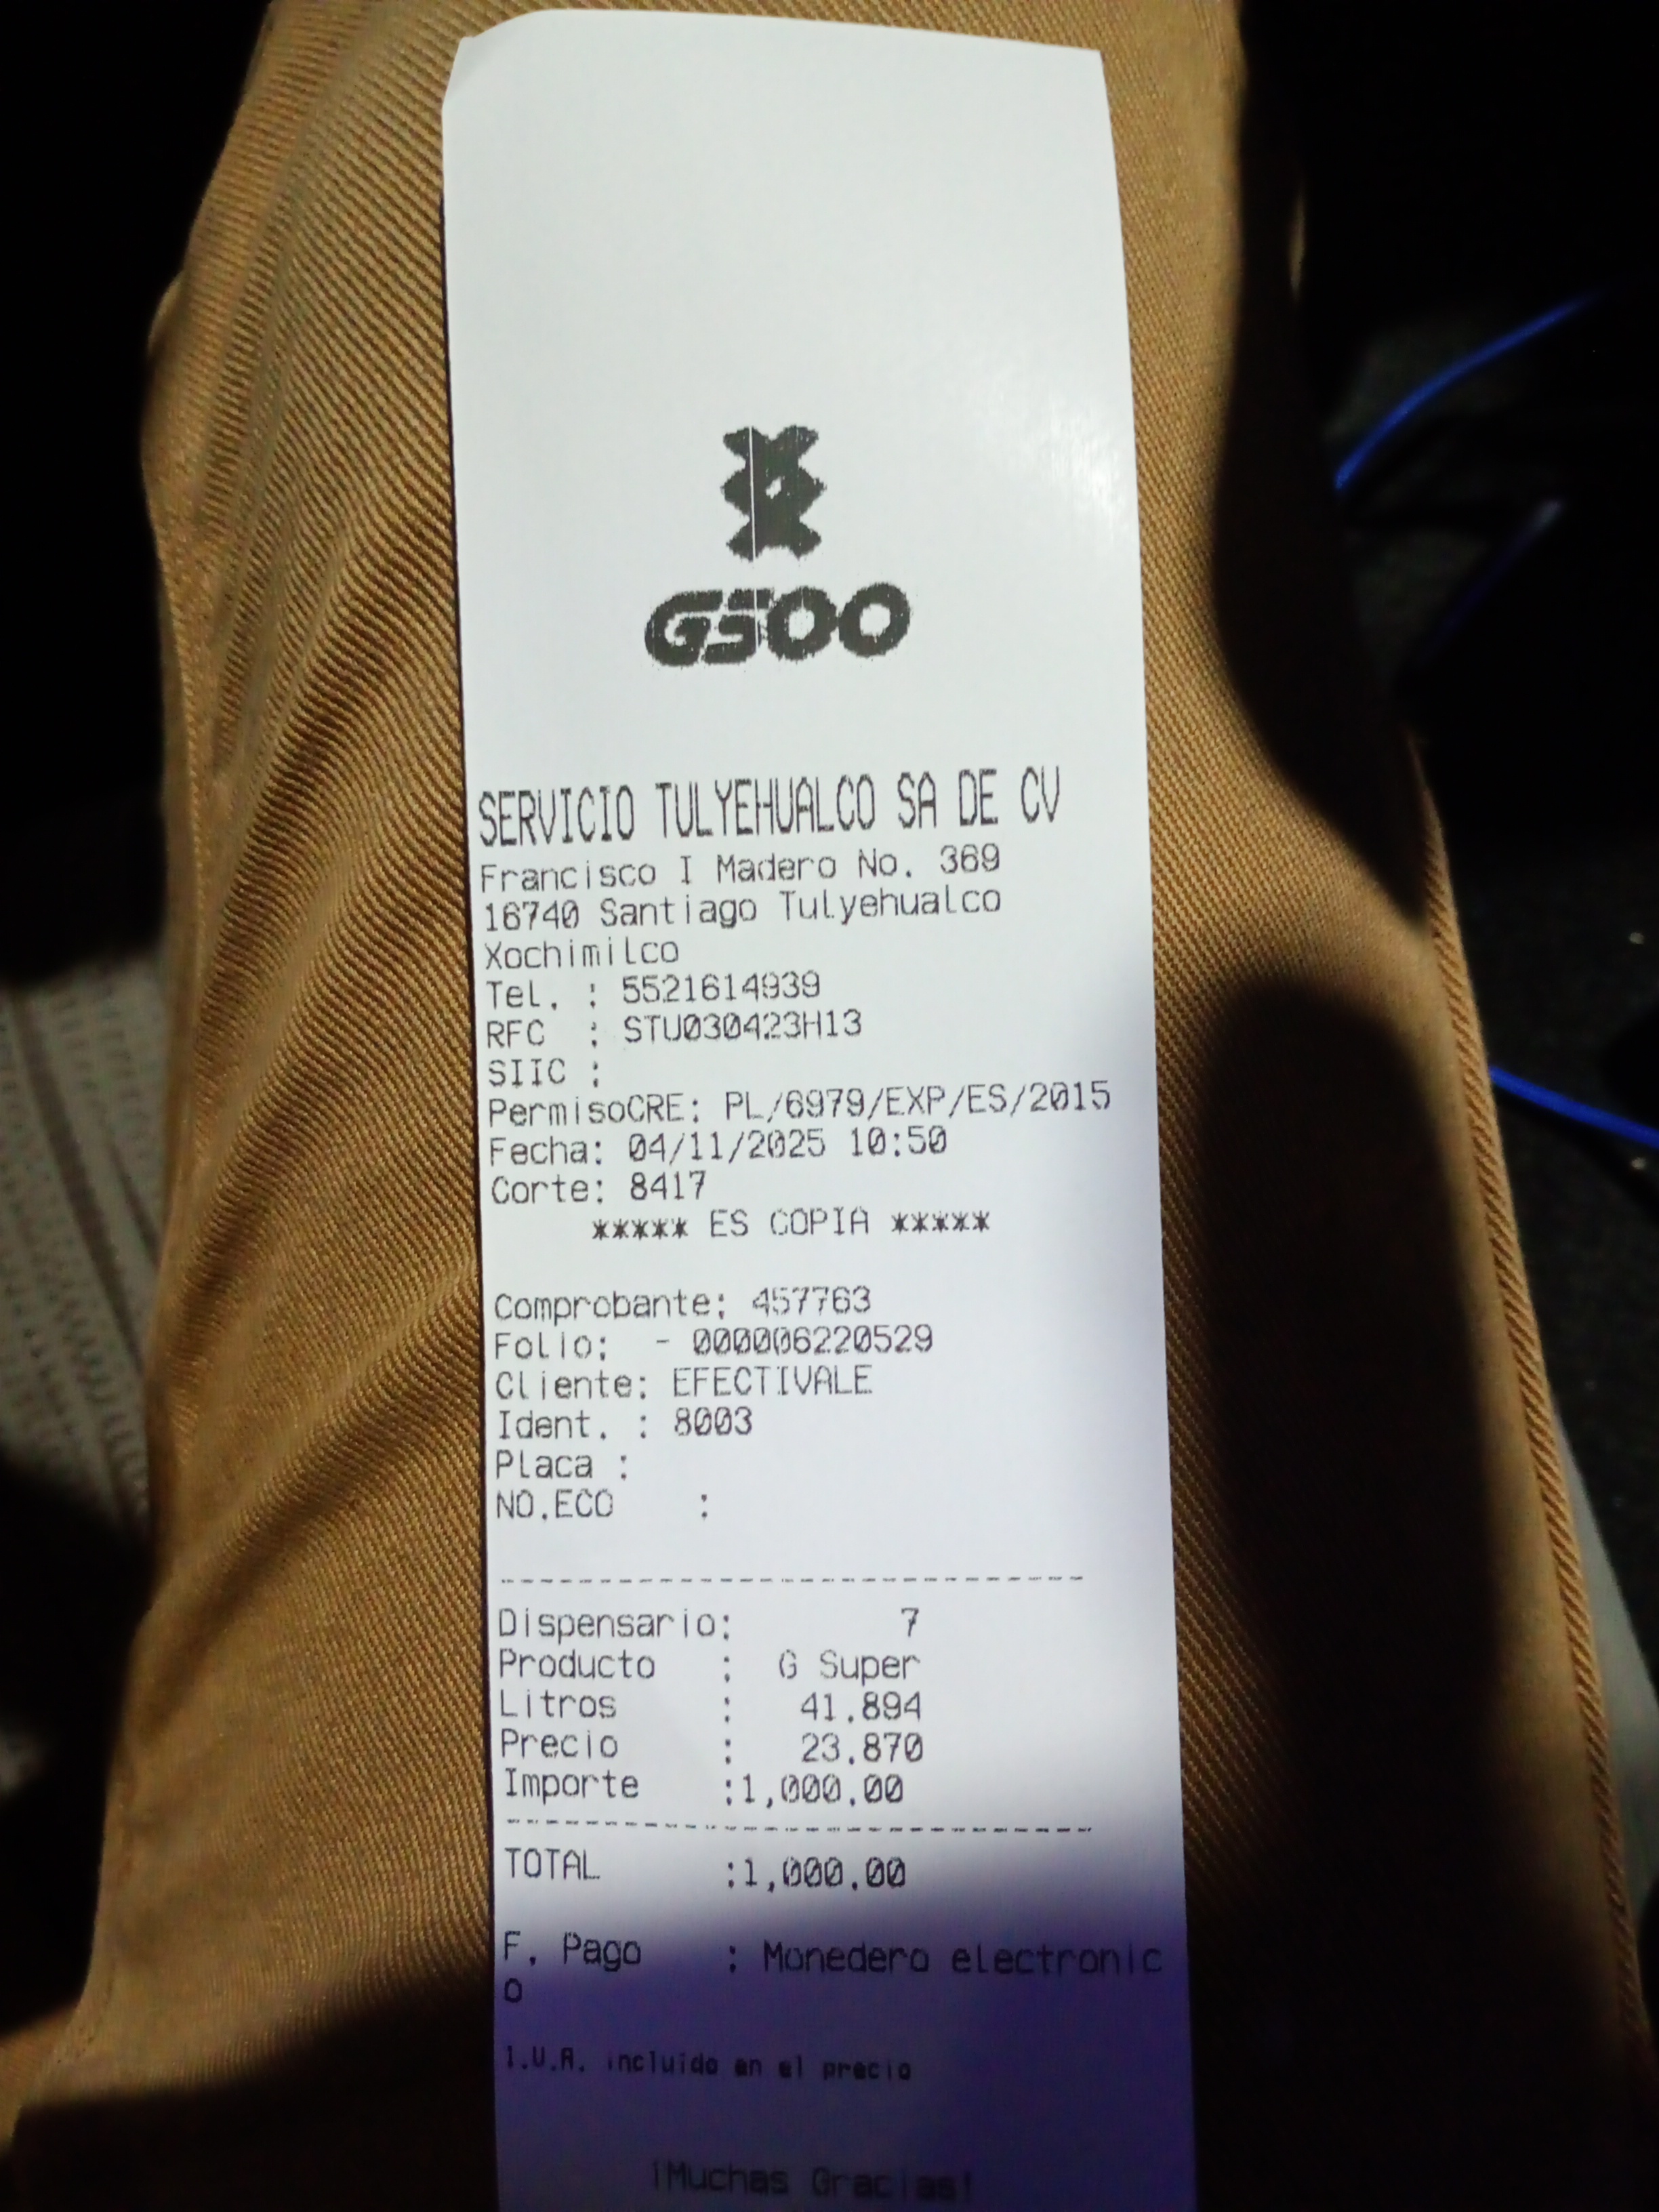 G500
SERVICIO TULYEHUALCO SA DE CV
Francisco I Madero No. 369
16740 Santiago Tulyehualco
Xochimilco
Tel. : 5521614939
RFC : STU030423H13
SIIC :
PermisoCRE: PL/6979/EXP/ES/2015
Fecha: 04/11/2025 10:50
Corte: 8417
***** ES COPIA *****
Comprobante: 457763
Folio: - 000006220529
Cliente: EFECTIVALE
Ident. : 8003
Placa :
NO.ECO :
Dispensario: 7
Producto : G Super
Litros : 41.894
Precio : 23.870
Importe :1,000.00
TOTAL :1,000.00
F. Pago : Monedero electronic
o
I.V.A. incluido en el precio
¡Muchas Gracias!